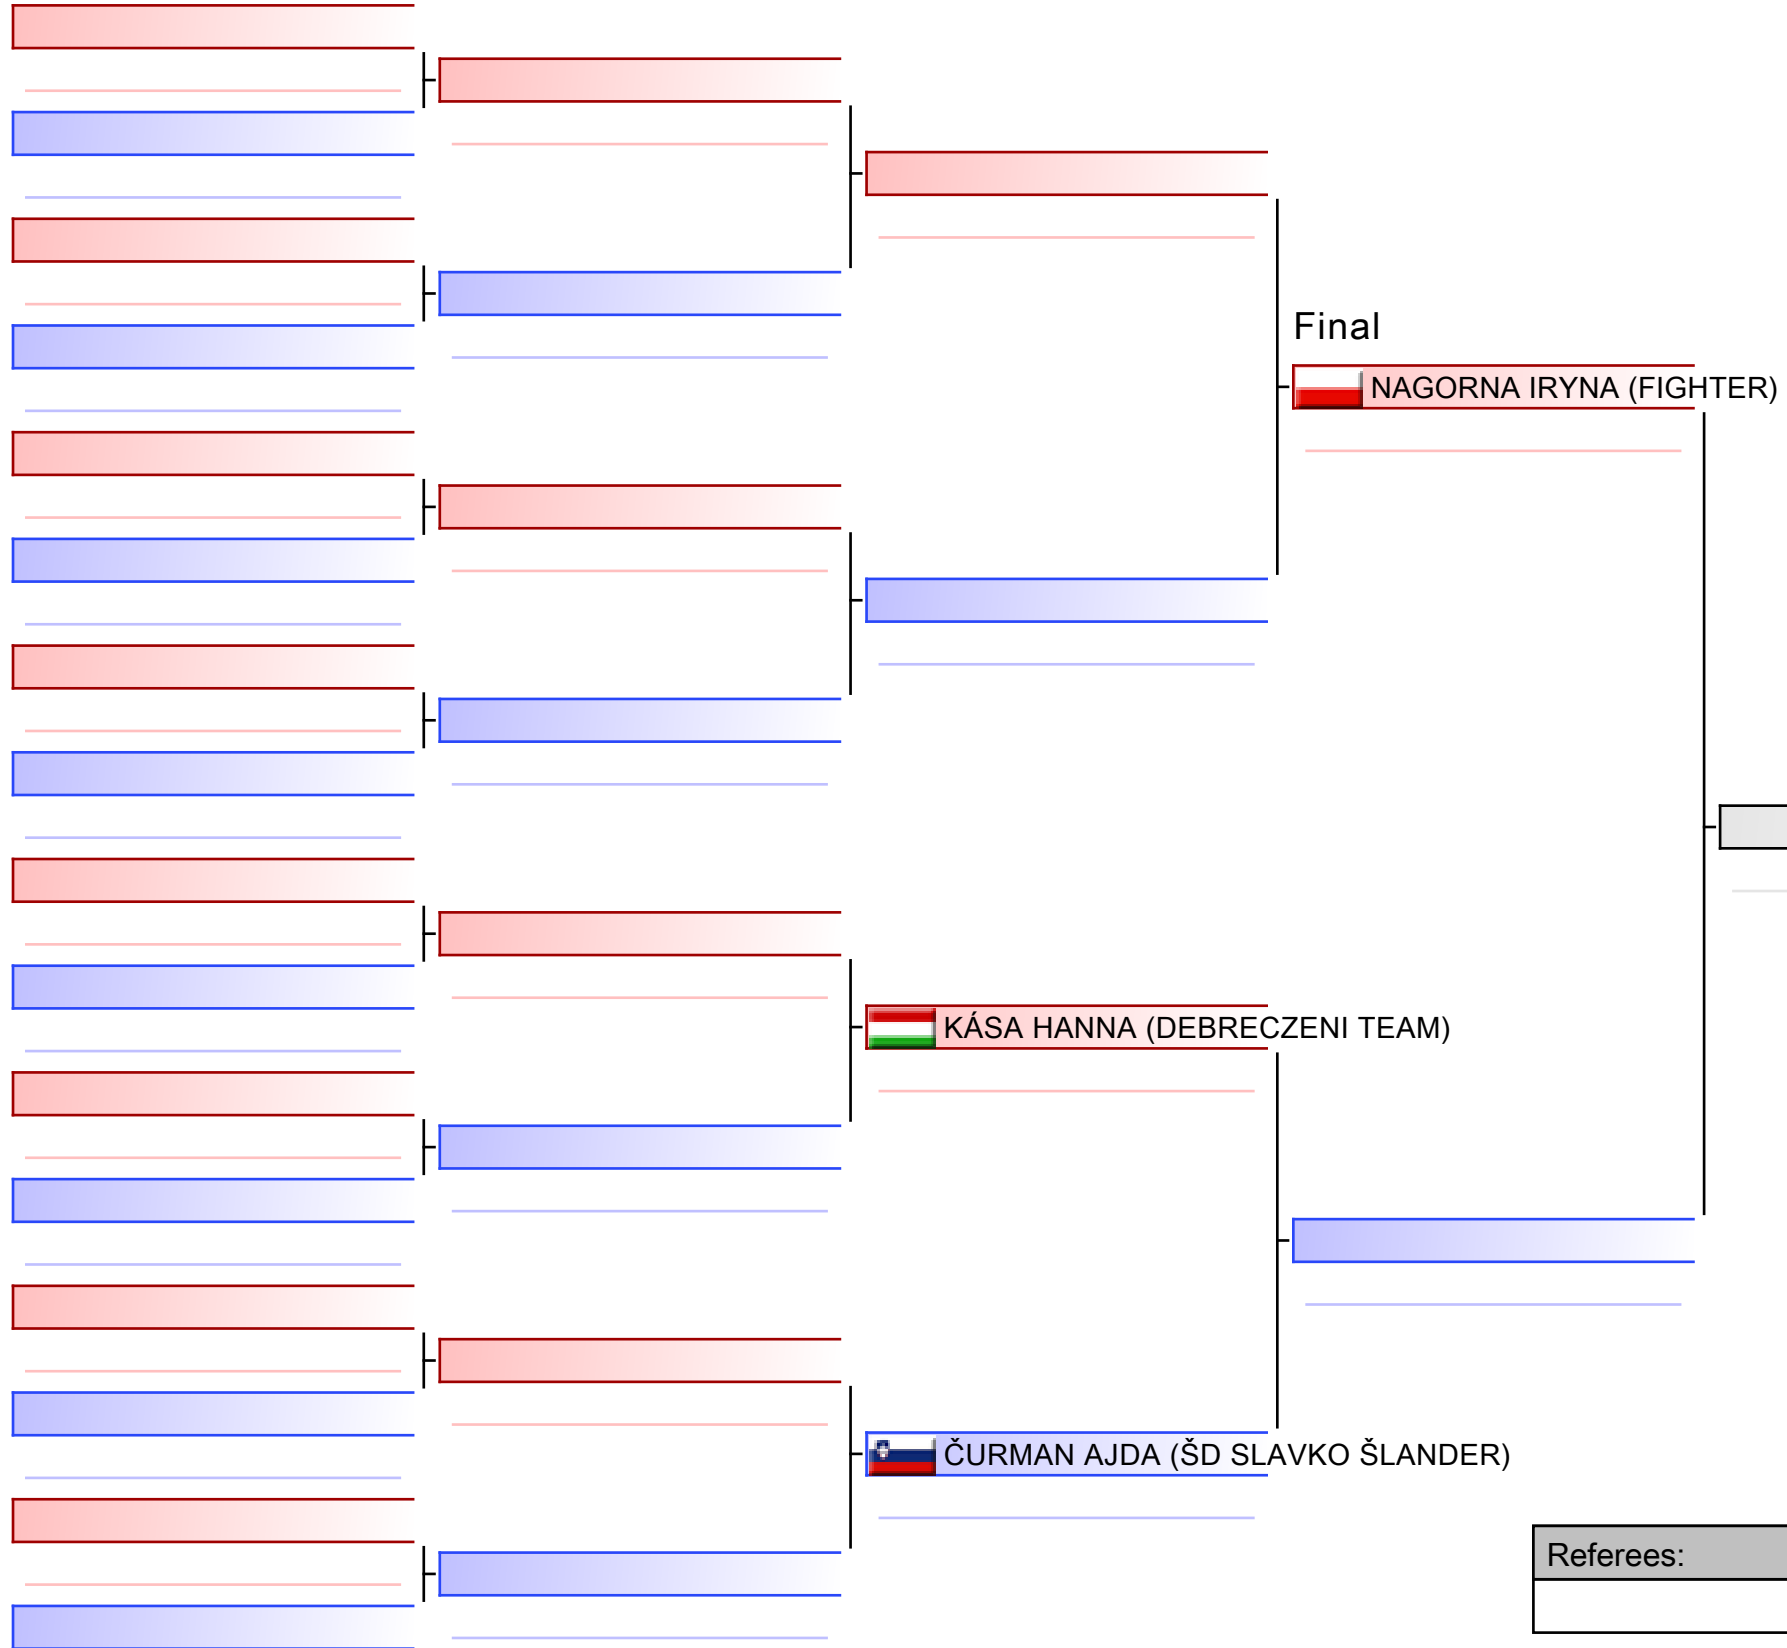 Final
NAGORNA IRYNA (FIGHTER)
KÁSA HANNA (DEBRECZENI TEAM)
ČURMAN AJDA (ŠD SLAVKO ŠLANDER)
Referees: